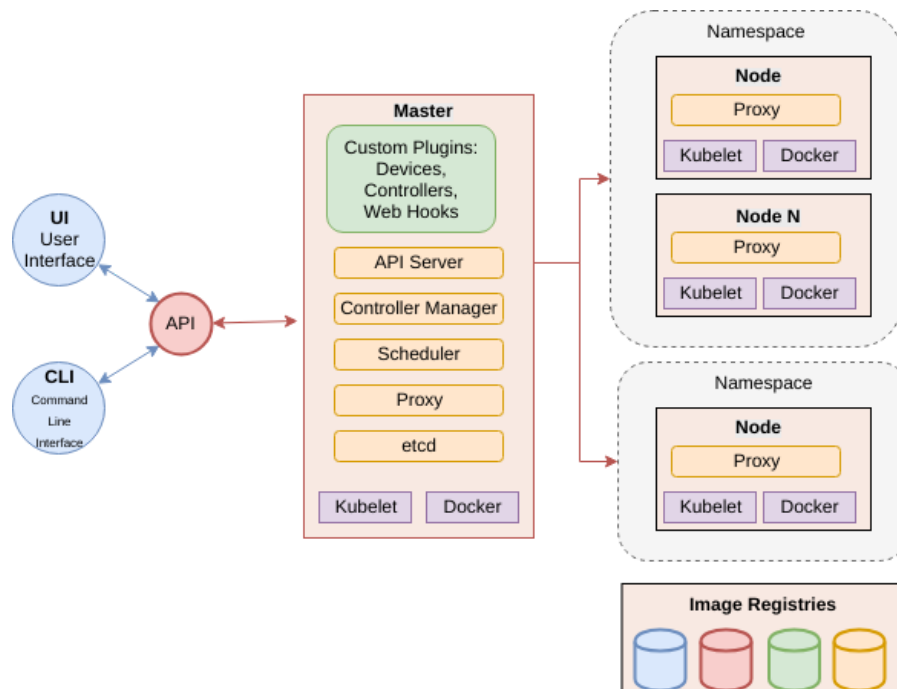 UI
User
Interface
CLI
Command
Line
Interface
API
Master
Custom Plugins:
Devices,
Controllers,
Web Hooks
API Server
Controller Manager
Scheduler
Proxy
etcd
Kubelet
Docker
Namespace
Node
Proxy
Kubelet
Docker
Node N
Proxy
Kubelet
Docker
Namespace
Node
Proxy
Kubelet
Docker
Image Registries